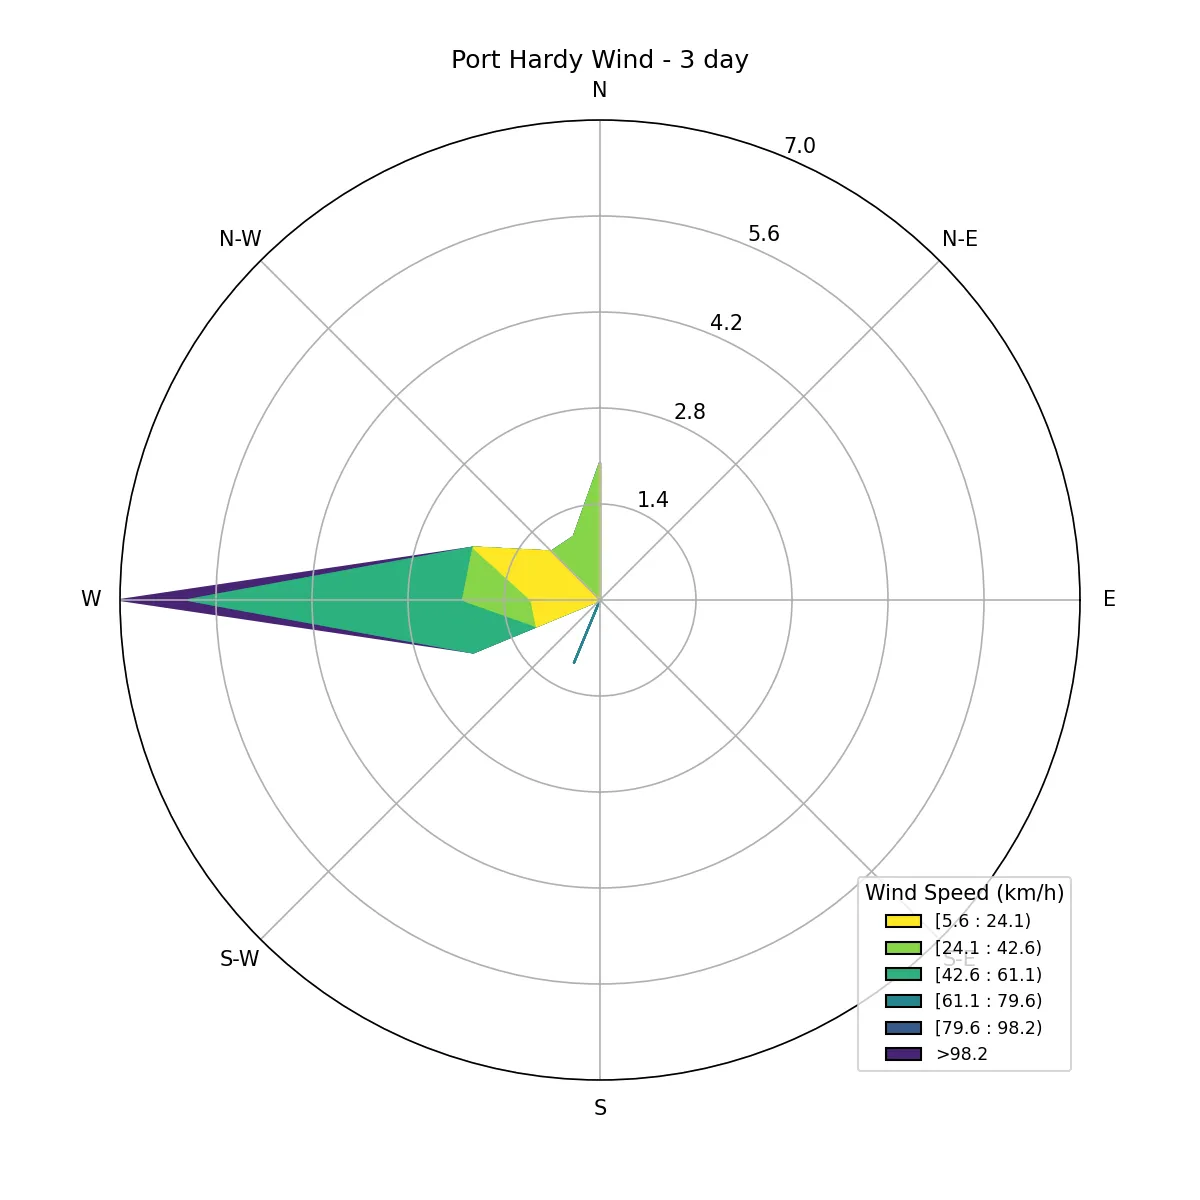 Port Hardy Wind - 3 day
N
7.0
N-W
5.6
N-E
4.2
2.8
1.4
W
E
Wind Speed (km/h)
[5.6 : 24.1)
[24.1 : 42.6)
S-W
S-E
[42.6 : 61.1)
[61.1 : 79.6)
[79.6 : 98.2)
>98.2
S